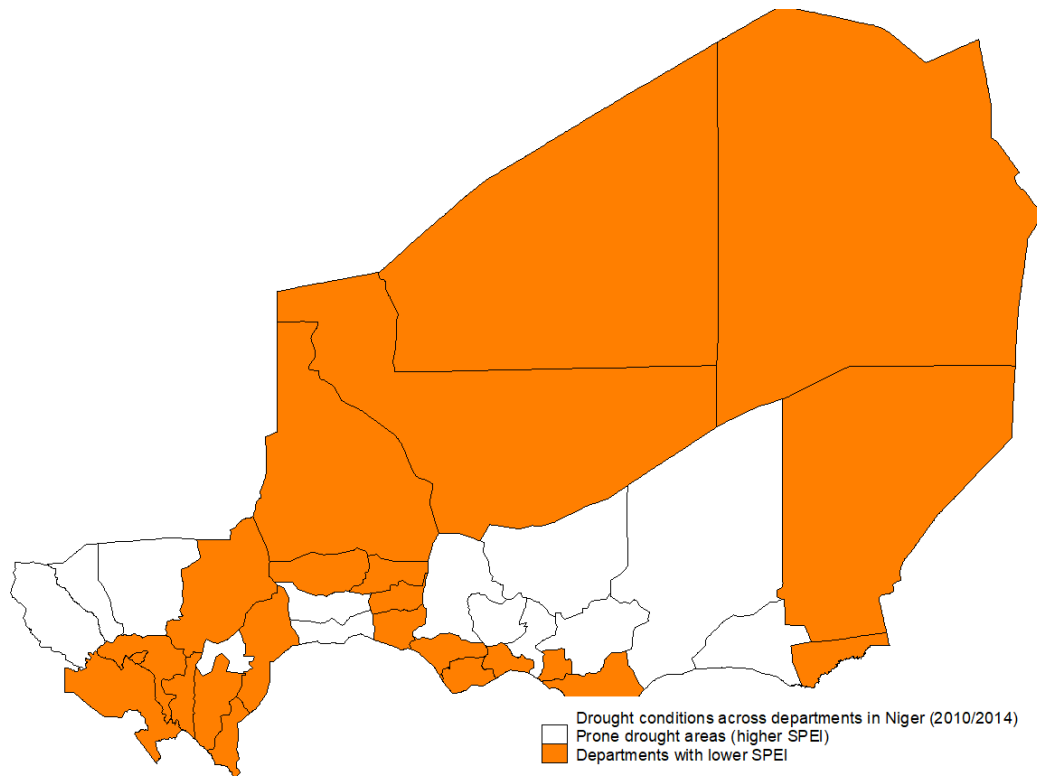 Drought conditions across departments in Niger (2010/2014)
Prone drought areas (higher SPEI)
Departments with lower SPEI